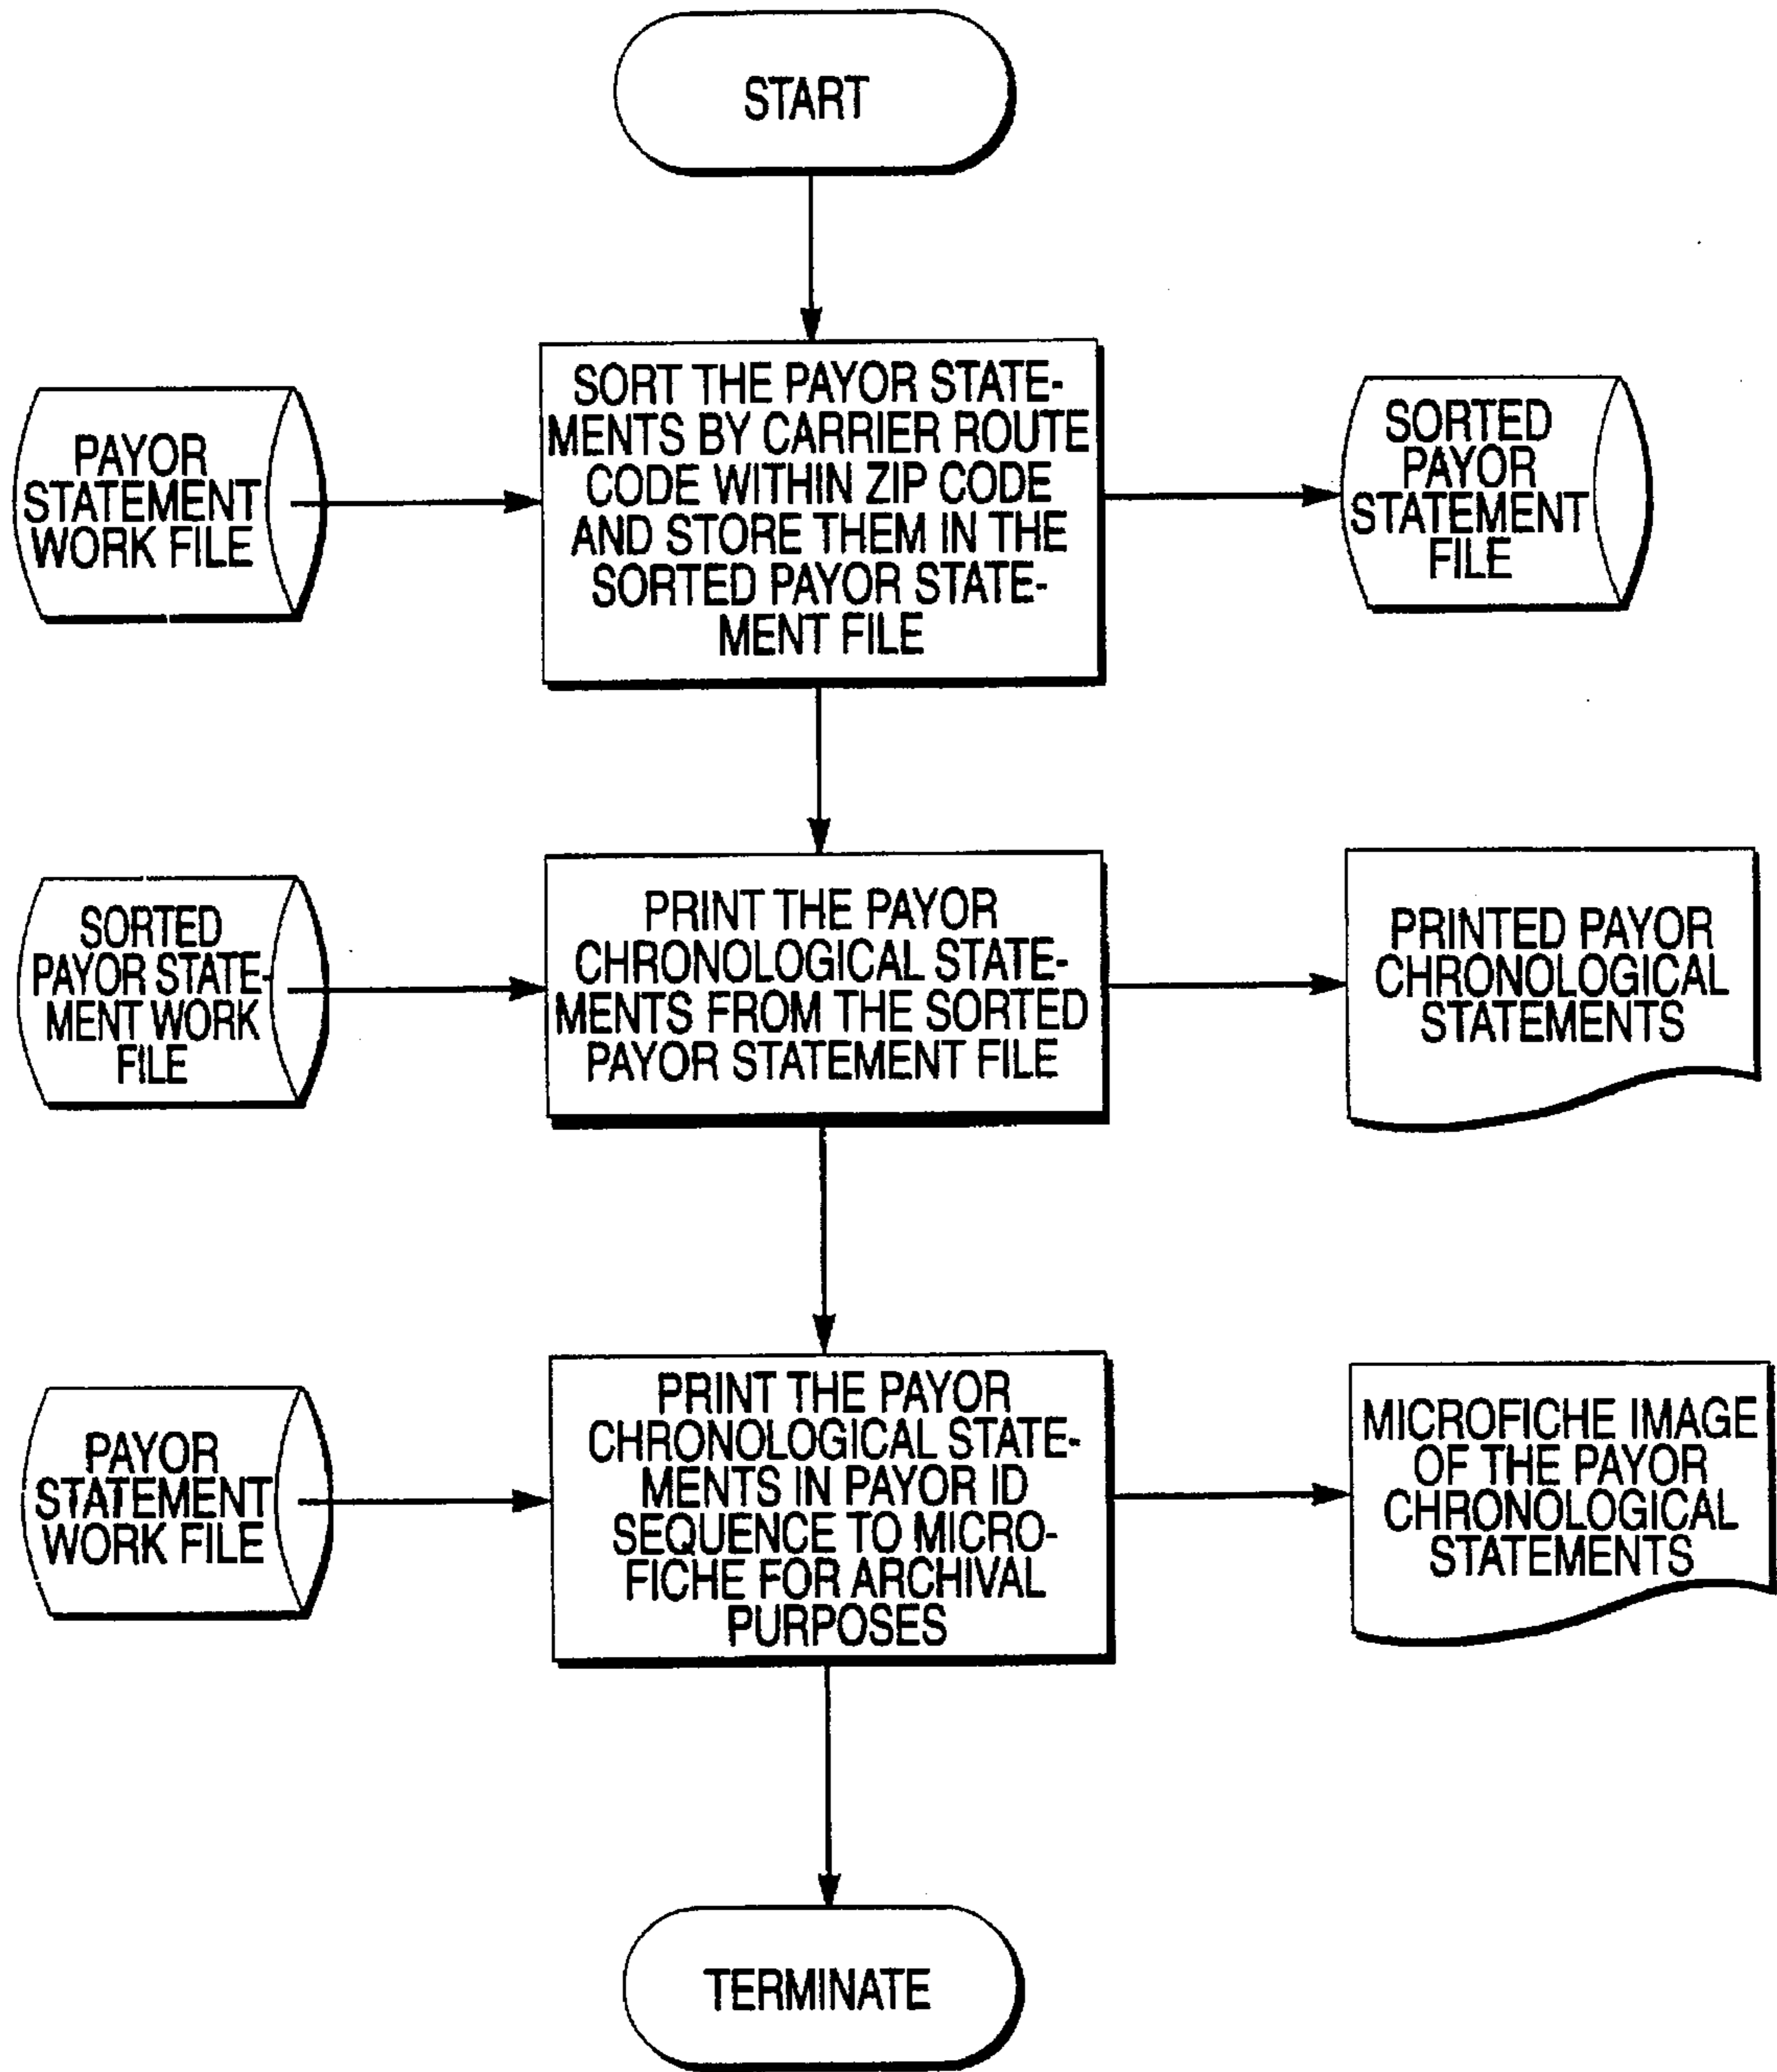 START
PAYOR
STATEMENT
WORK FILE
SORT THE PAYOR STATE-
MENTS BY CARRIER ROUTE
CODE WITHIN ZIP CODE
AND STORE THEM IN THE
SORTED PAYOR STATE-
MENT FILE
SORTED
PAYOR
STATEMENT
FILE
SORTED
PAYOR STATE-
MENT WORK
FILE
PRINT THE PAYOR
CHRONOLOGICAL STATE-
MENTS FROM THE SORTED
PAYOR STATEMENT FILE
PRINTED PAYOR
CHRONOLOGICAL
STATEMENTS
PAYOR
STATEMENT
WORK FILE
PRINT THE PAYOR
CHRONOLOGICAL STATE-
MENTS IN PAYOR ID
SEQUENCE TO MICRO-
FICHE FOR ARCHIVAL
PURPOSES
MICROFICHE IMAGE
OF THE PAYOR
CHRONOLOGICAL
STATEMENTS
TERMINATE